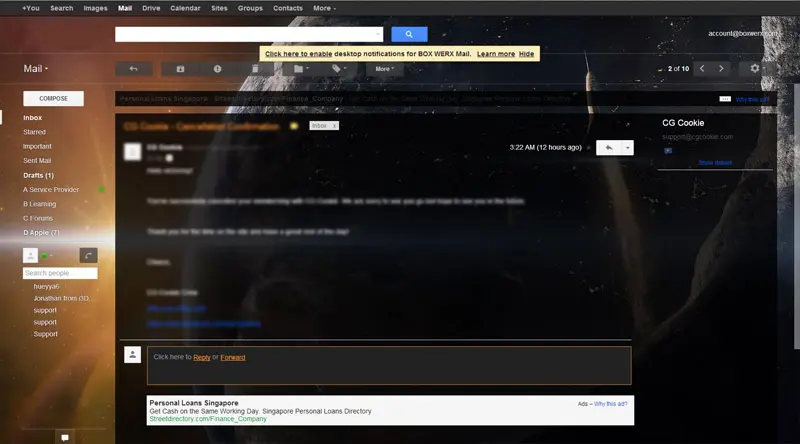 +You Search Images Mail Drive Calendar Sites Groups Contacts More
account@boxwerx.com
Click here to enable desktop notifications for BOX WERX Mail. Learn more Hide
Mail
More
2 of 10
COMPOSE
Personal Loans Singapore Streetdirectory.com/Finance_Company
Why this ad?
Inbox
Starred
Important
Sent Mail
Drafts (1)
A Service Provider
B Learning
C Forums
D Apple (7)
Search people...
hueyya6
Jonathan from i3D...
support
support
Support
CG Cookie - Cancellation Confirmation
Inbox x
CG Cookie
3:22 AM (12 hours ago)
You've successfully cancelled your membership with CG Cookie. We are sorry to see you go and hope to see you in the future.
Thank you for the time on the site and have a great rest of the day!
Cheers,
CG Cookie Crew
CG Cookie
support@cgcookie.com
Show details
Click here to Reply or Forward
Personal Loans Singapore
Ads – Why this ad?
Get Cash on the Same Working Day. Singapore Personal Loans Directory
Streetdirectory.com/Finance_Company